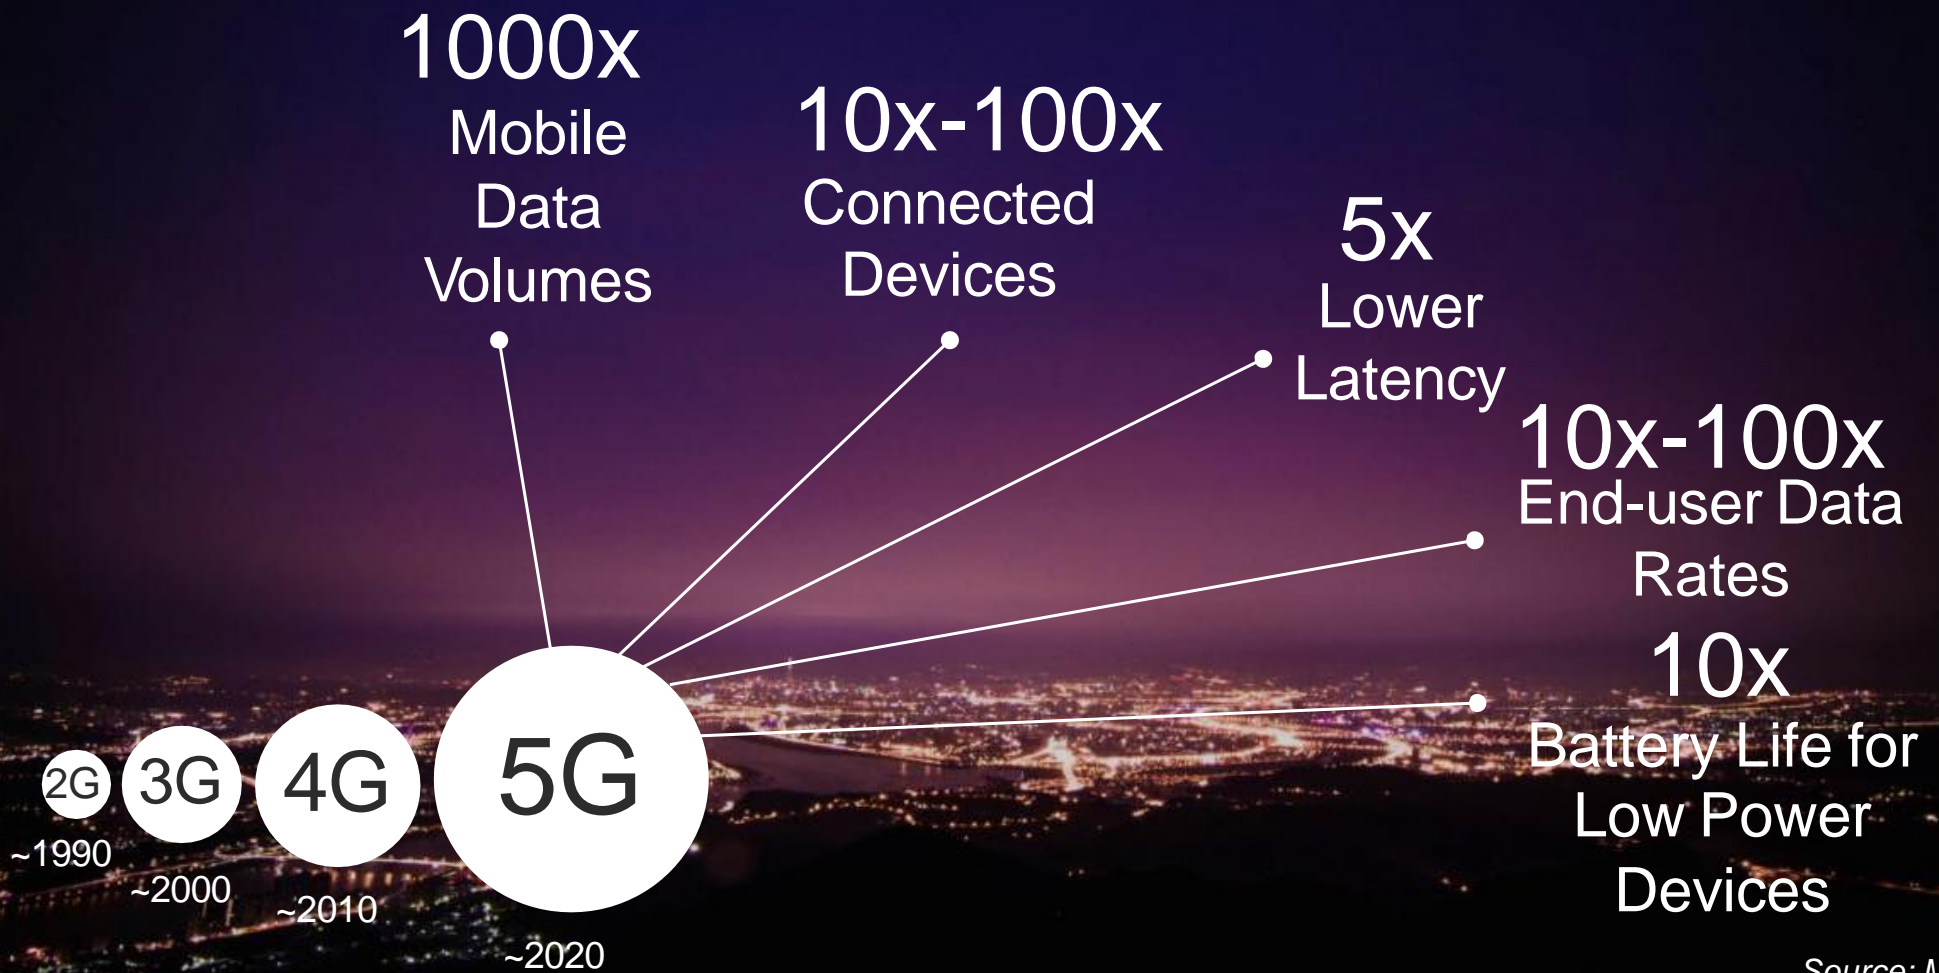 1000x
Mobile
Data
Volumes
10x-100x
Connected
Devices
5x
Lower
Latency
10x-100x
End-user Data
Rates
10x
Battery Life for
Low Power
Devices
2G
3G
4G
5G
~1990
~2000
~2010
~2020
Source: